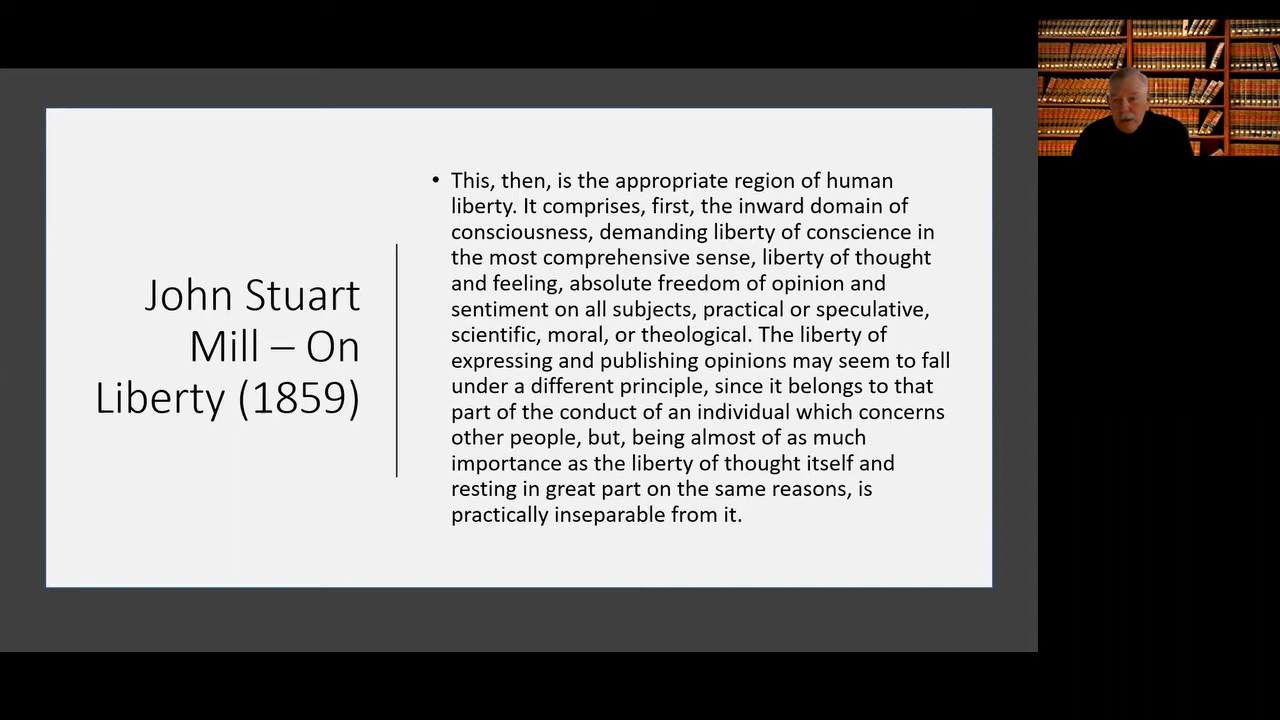 John Stuart
Mill – On
Liberty (1859)
• This, then, is the appropriate region of human
liberty. It comprises, first, the inward domain of
consciousness, demanding liberty of conscience in
the most comprehensive sense, liberty of thought
and feeling, absolute freedom of opinion and
sentiment on all subjects, practical or speculative,
scientific, moral, or theological. The liberty of
expressing and publishing opinions may seem to fall
under a different principle, since it belongs to that
part of the conduct of an individual which concerns
other people, but, being almost of as much
importance as the liberty of thought itself and
resting in great part on the same reasons, is
practically inseparable from it.